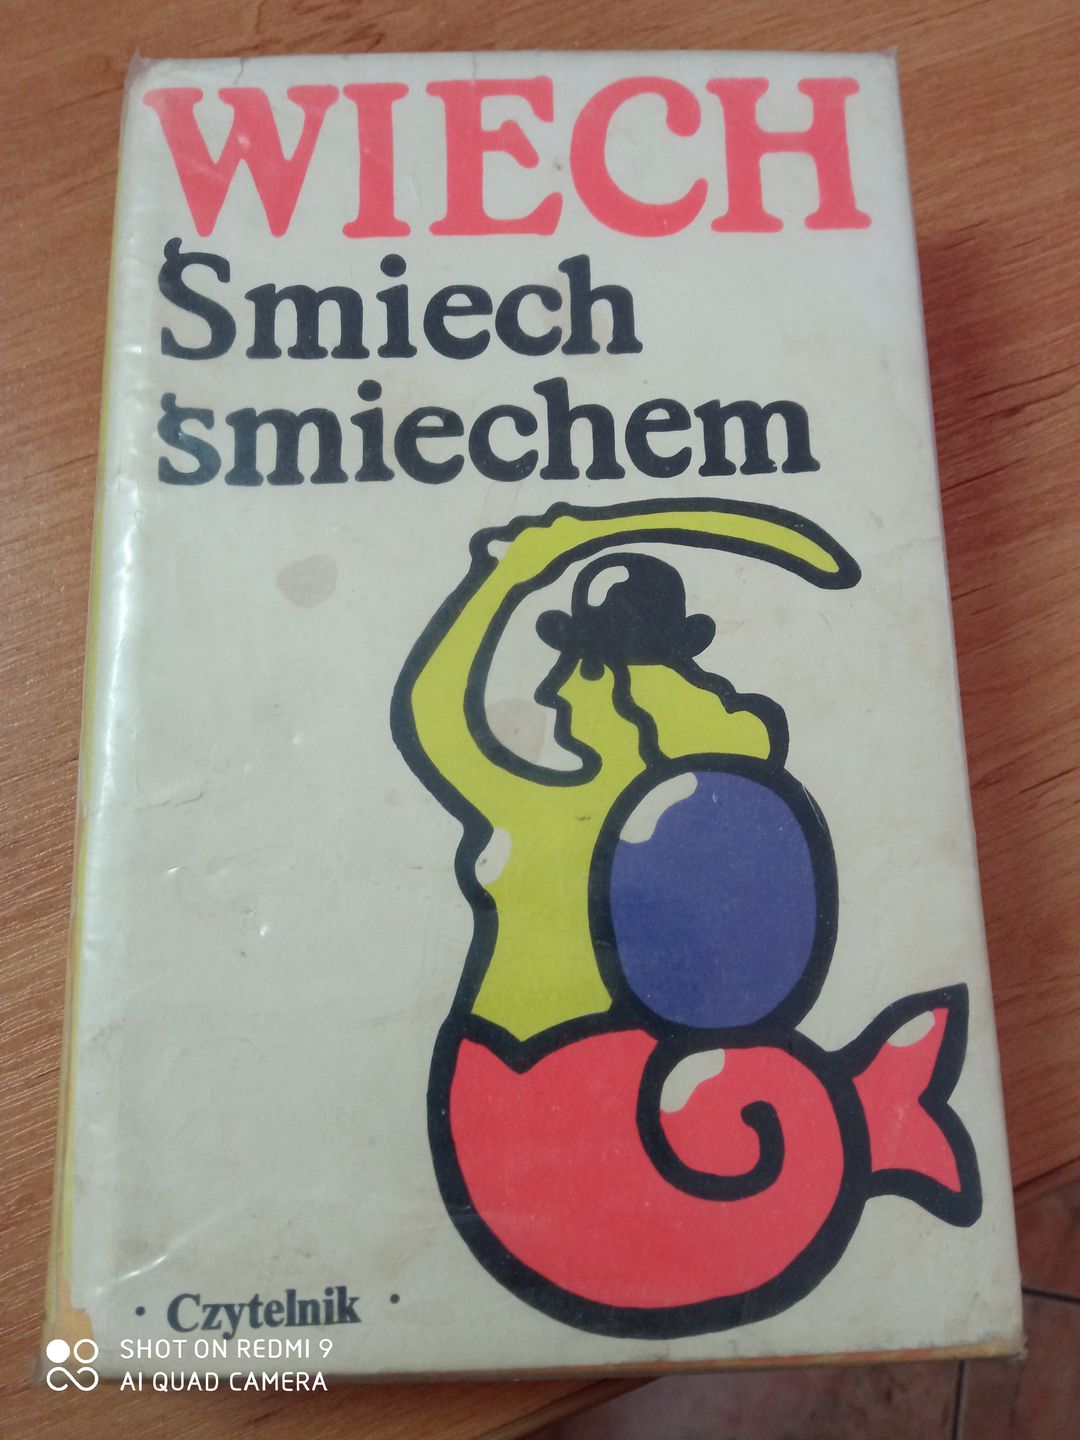 WIECH
Śmiech
śmiechem
· Czytelnik ·
SHOT ON REDMI 9
AI QUAD CAMERA